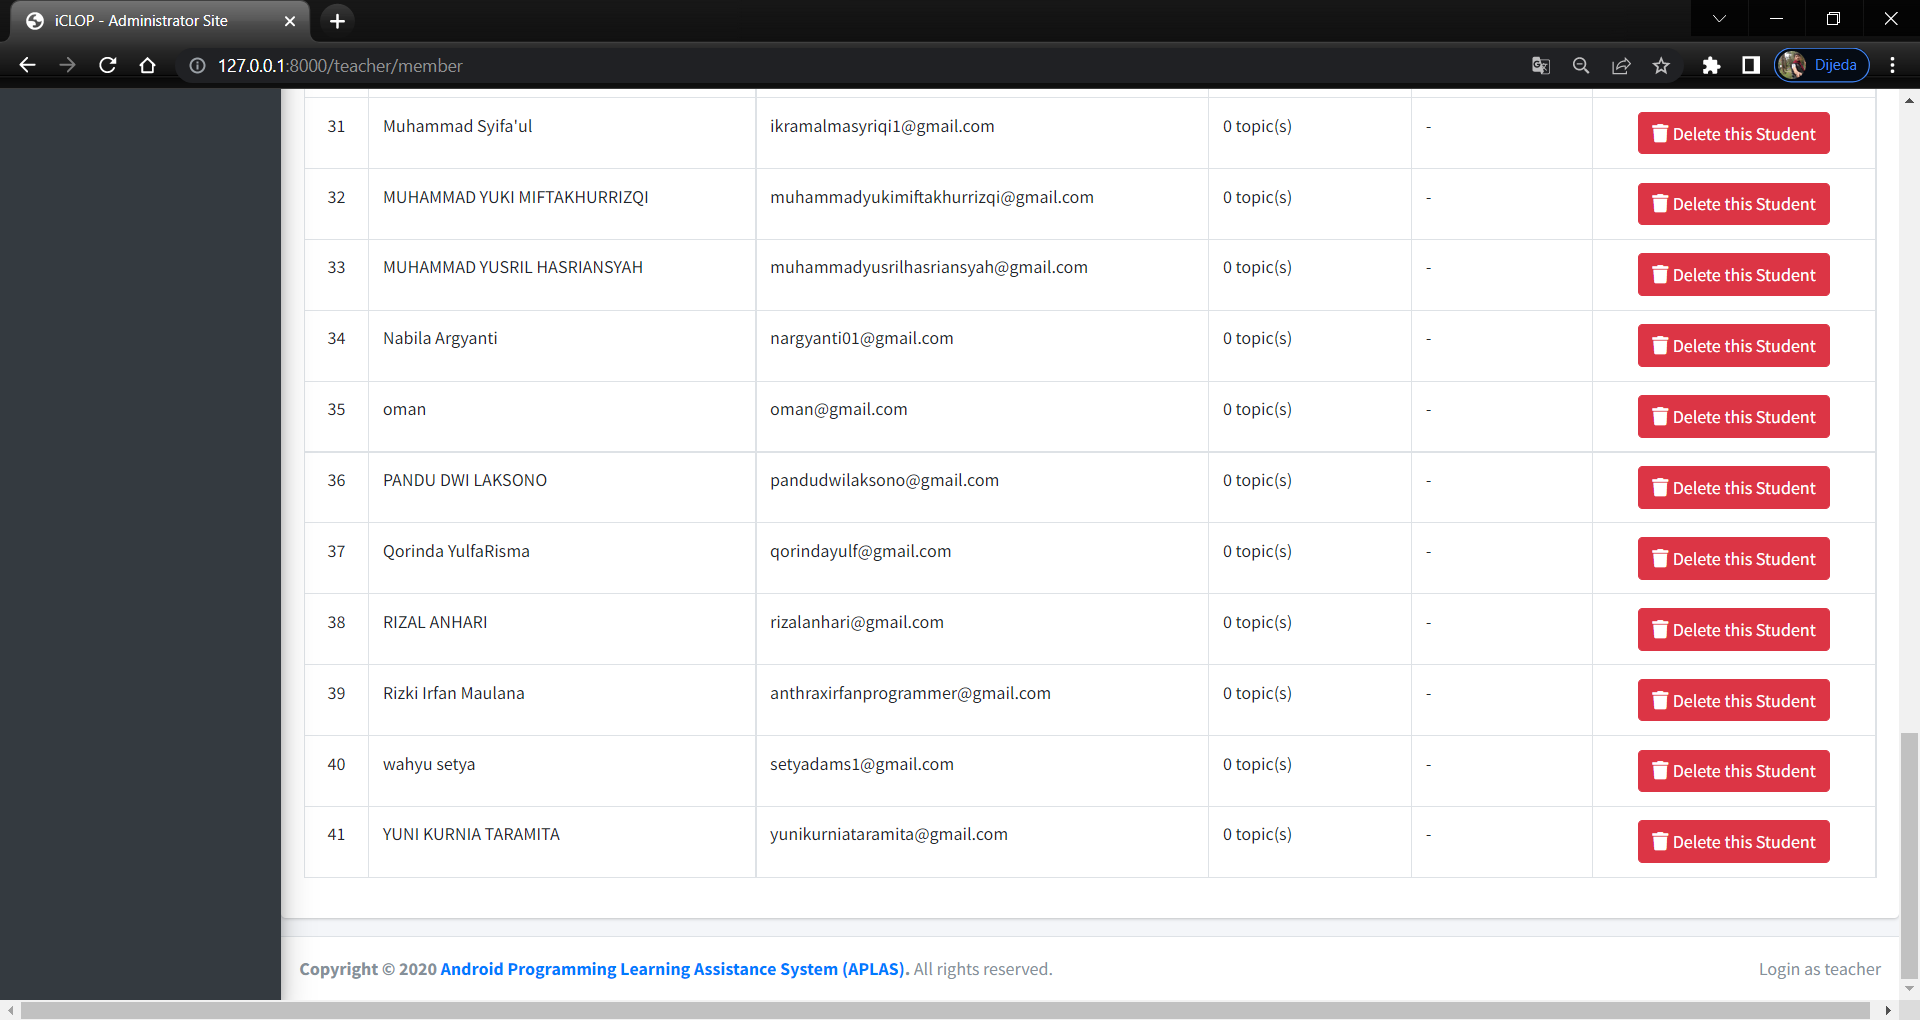 iCLOP - Administrator Site
127.0.0.1:8000/teacher/member
Dijeda
31 Muhammad Syifa'ul ikramalmasyriqi1@gmail.com 0 topic(s) - Delete this Student
32 MUHAMMAD YUKI MIFTAKHURRIZQI muhammadyukimiftakhurrizqi@gmail.com 0 topic(s) - Delete this Student
33 MUHAMMAD YUSRIL HASRIANSYAH muhammadyusrilhasriansyah@gmail.com 0 topic(s) - Delete this Student
34 Nabila Argyanti nargyanti01@gmail.com 0 topic(s) - Delete this Student
35 oman oman@gmail.com 0 topic(s) - Delete this Student
36 PANDU DWI LAKSONO pandudwilaksono@gmail.com 0 topic(s) - Delete this Student
37 Qorinda YulfaRisma qorindayulf@gmail.com 0 topic(s) - Delete this Student
38 RIZAL ANHARI rizalanhari@gmail.com 0 topic(s) - Delete this Student
39 Rizki Irfan Maulana anthraxirfanprogrammer@gmail.com 0 topic(s) - Delete this Student
40 wahyu setya setyadams1@gmail.com 0 topic(s) - Delete this Student
41 YUNI KURNIA TARAMITA yunikurniataramita@gmail.com 0 topic(s) - Delete this Student
Copyright © 2020 Android Programming Learning Assistance System (APLAS). All rights reserved. Login as teacher